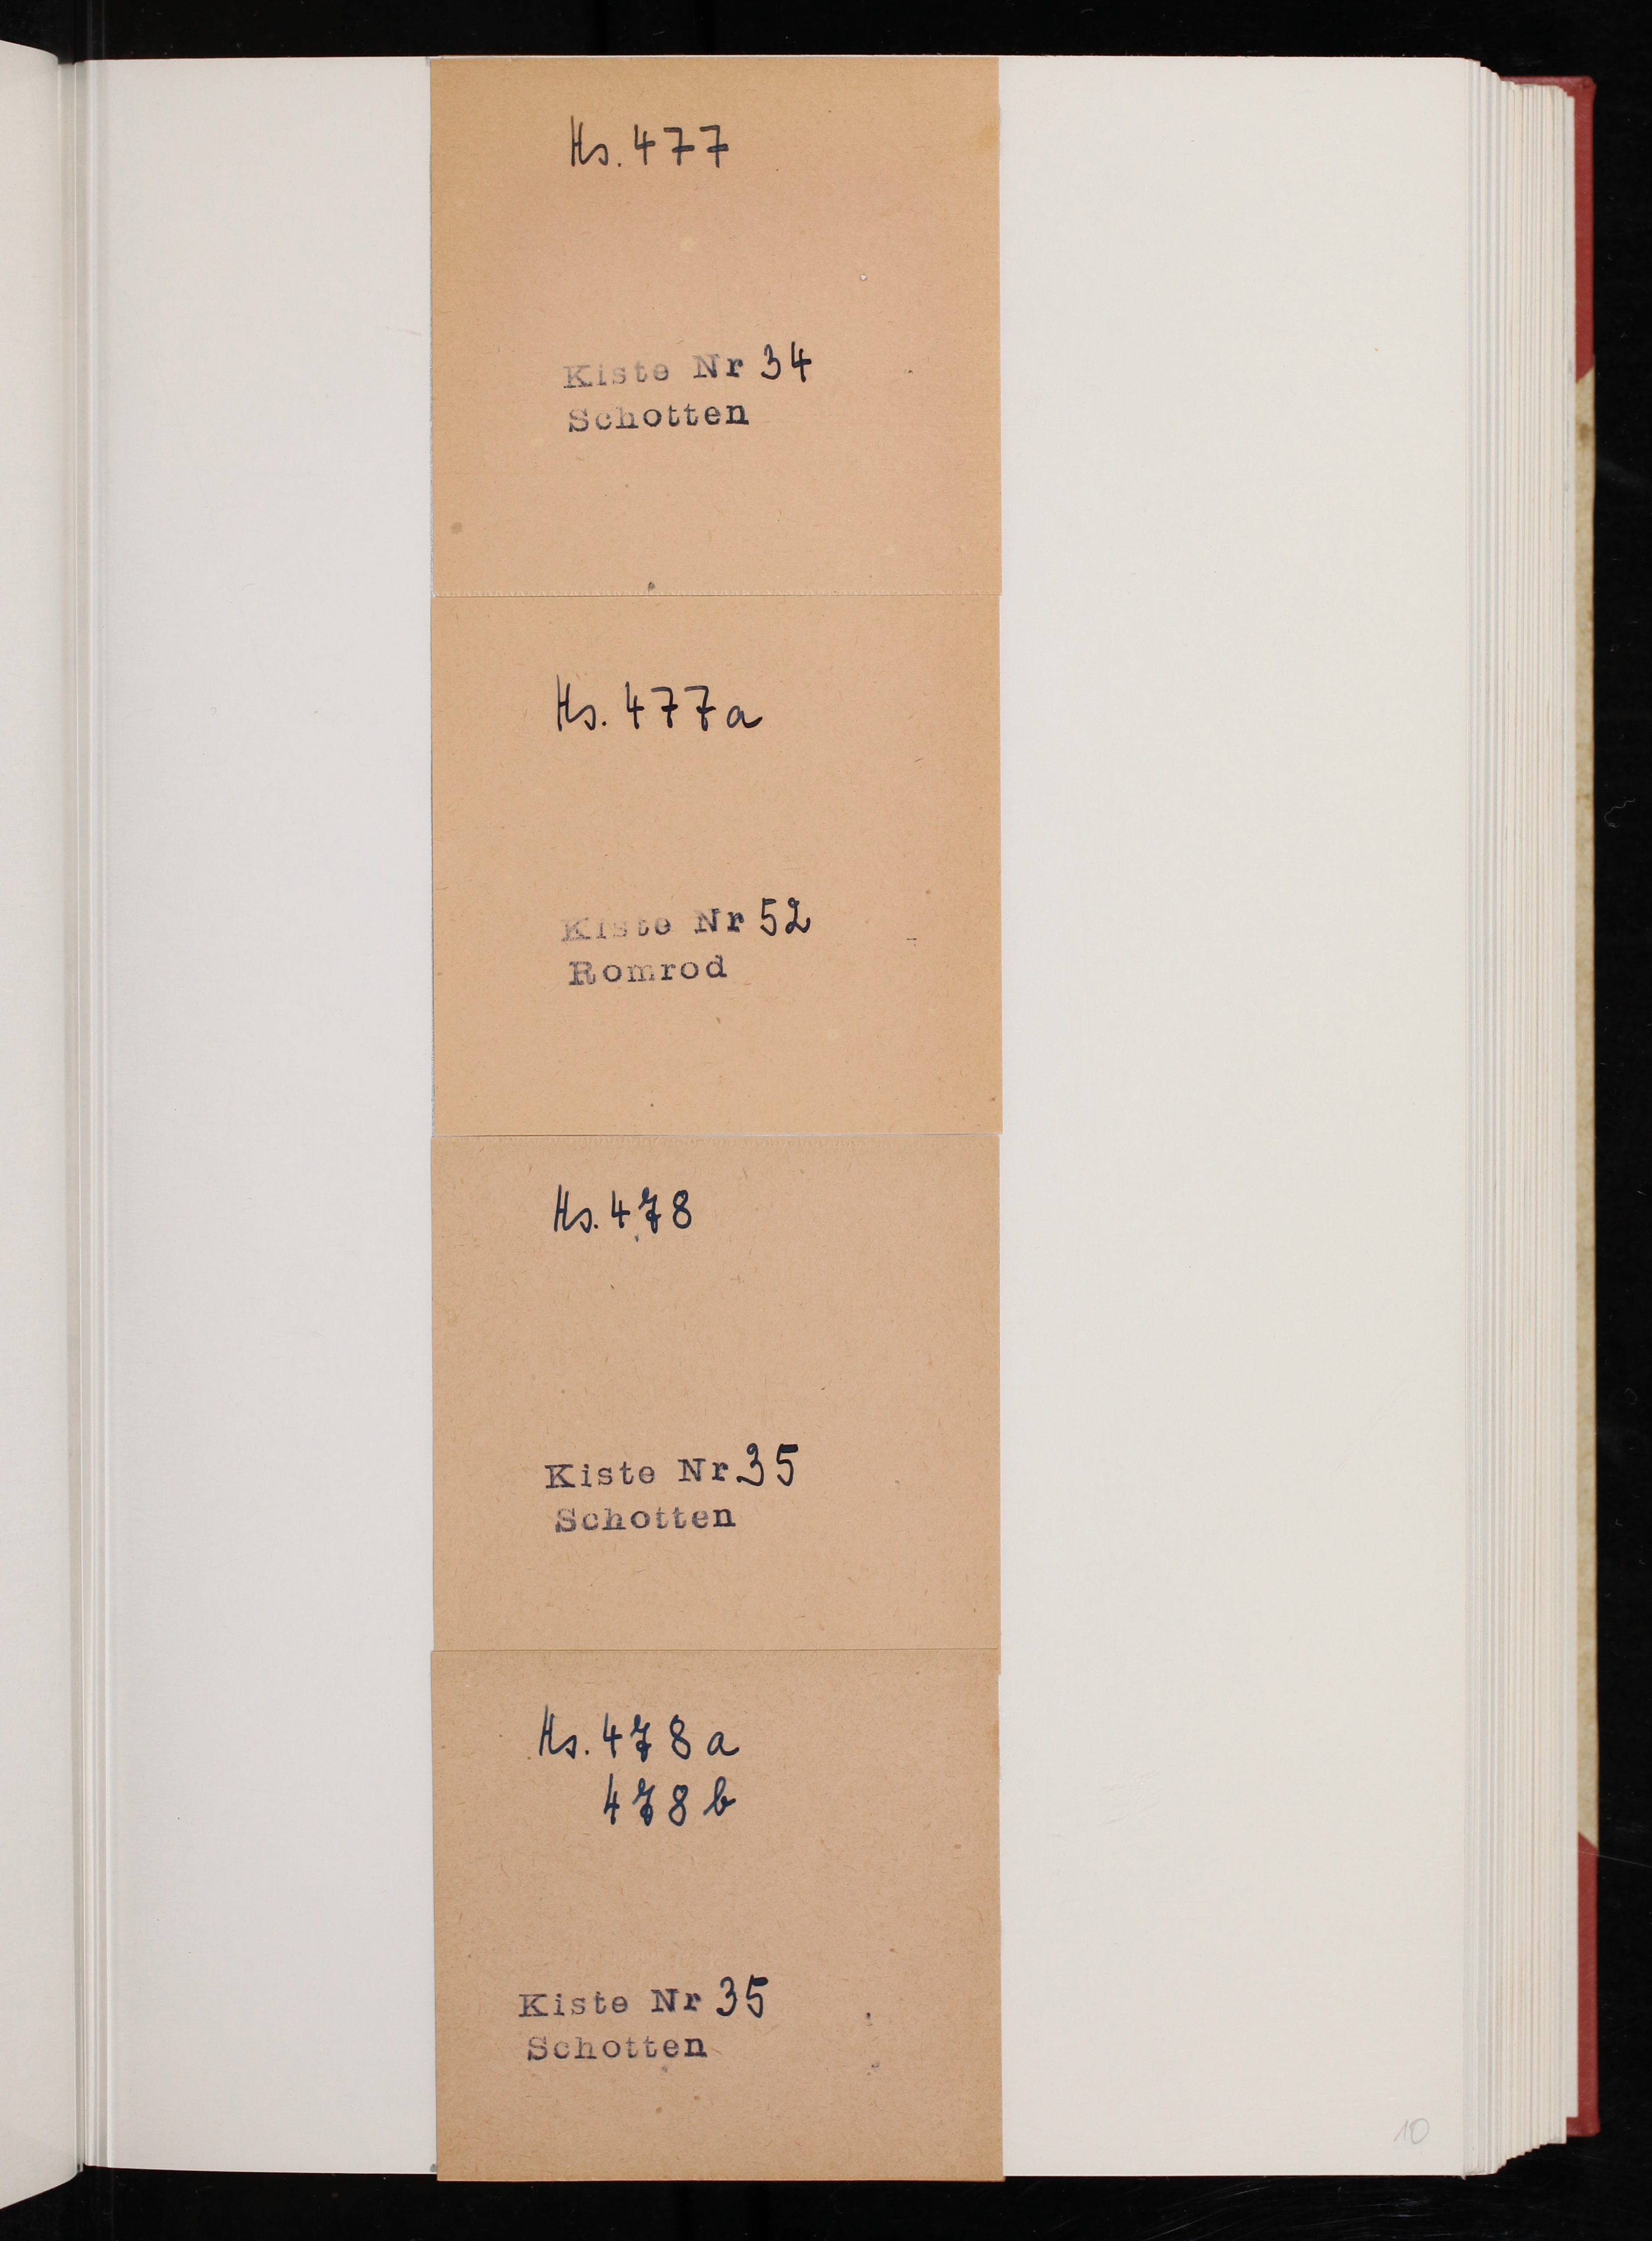 Hs. 477
Kiste Nr 34
Schotten
Hs. 477a
Kiste Nr 52
Romrod
Hs. 478
Kiste Nr 35
Schotten
Hs. 478a
478b
Kiste Nr 35
Schotten
10